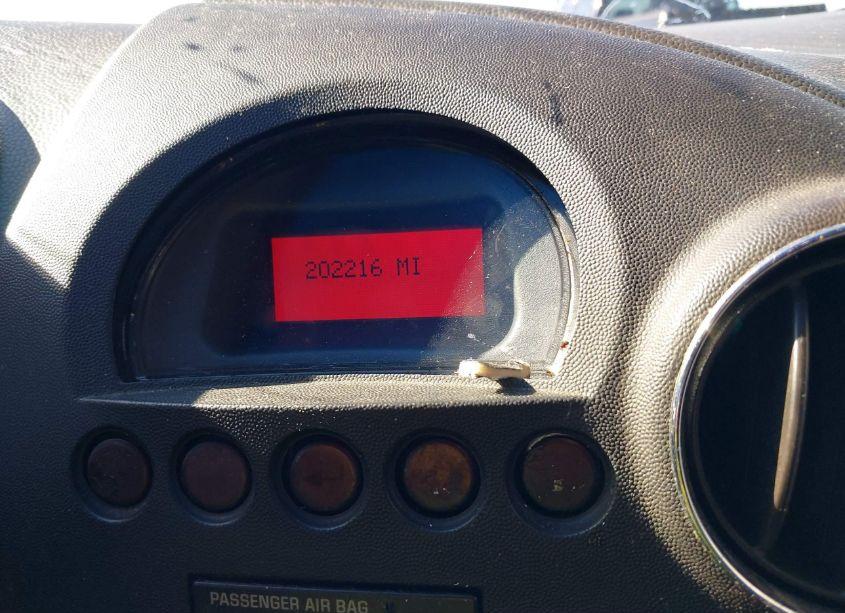 202216 MI
PASSENGER AIR BAG